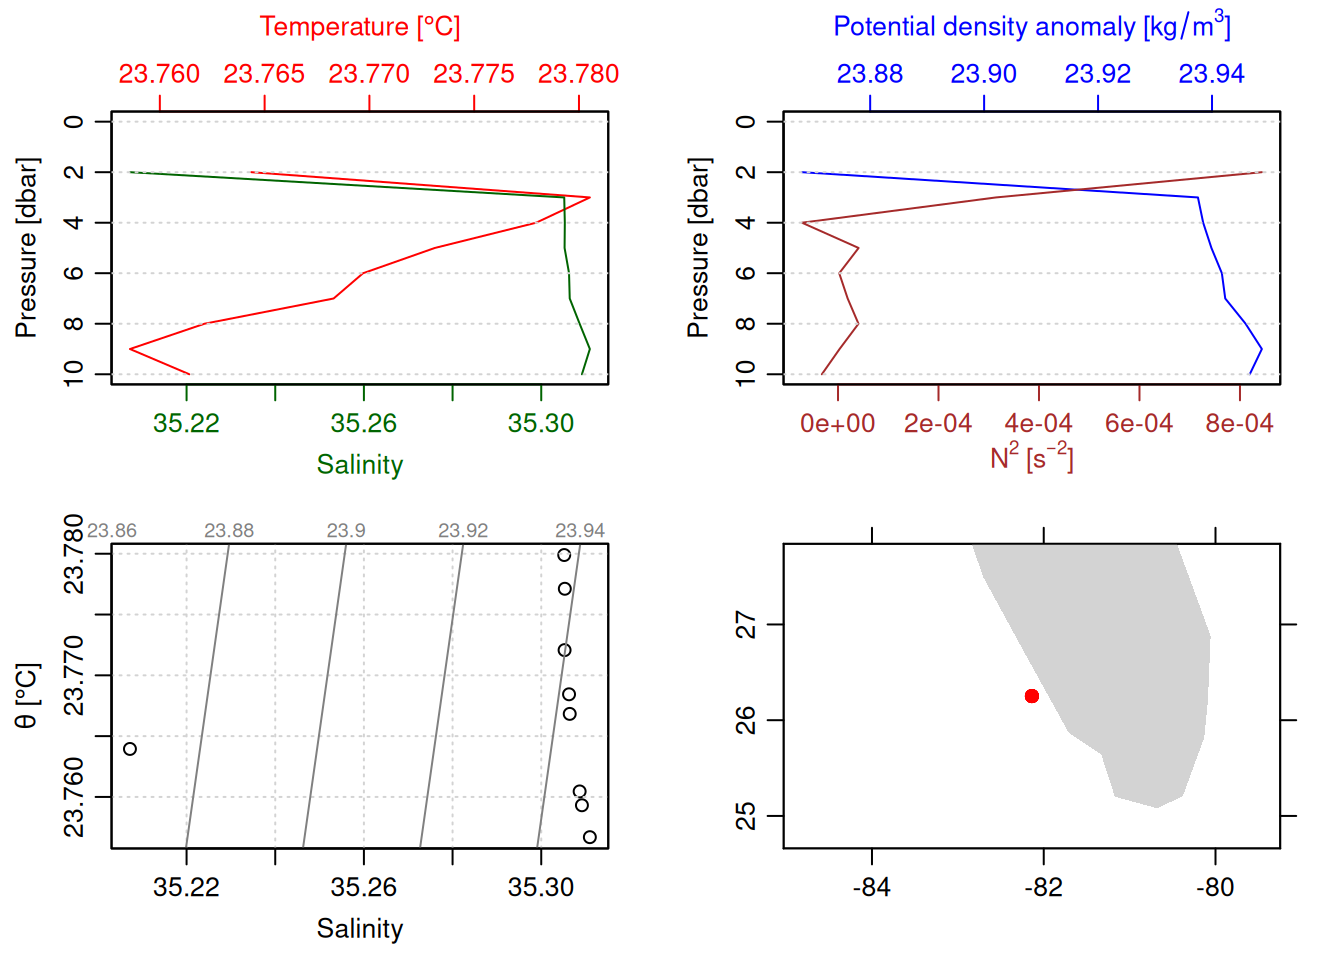 Temperature [°C]
23.760 23.765 23.770 23.775 23.780
0
2
4
6
8
10
Pressure [dbar]
35.22 35.26 35.30
Salinity
Potential density anomaly [kg/m³]
23.88 23.90 23.92 23.94
0
2
4
6
8
10
Pressure [dbar]
0e+00 2e-04 4e-04 6e-04 8e-04
N² [s⁻²]
23.86 23.88 23.9 23.92 23.94
23.780
23.770
23.760
θ [°C]
35.22 35.26 35.30
Salinity
27
26
25
-84 -82 -80